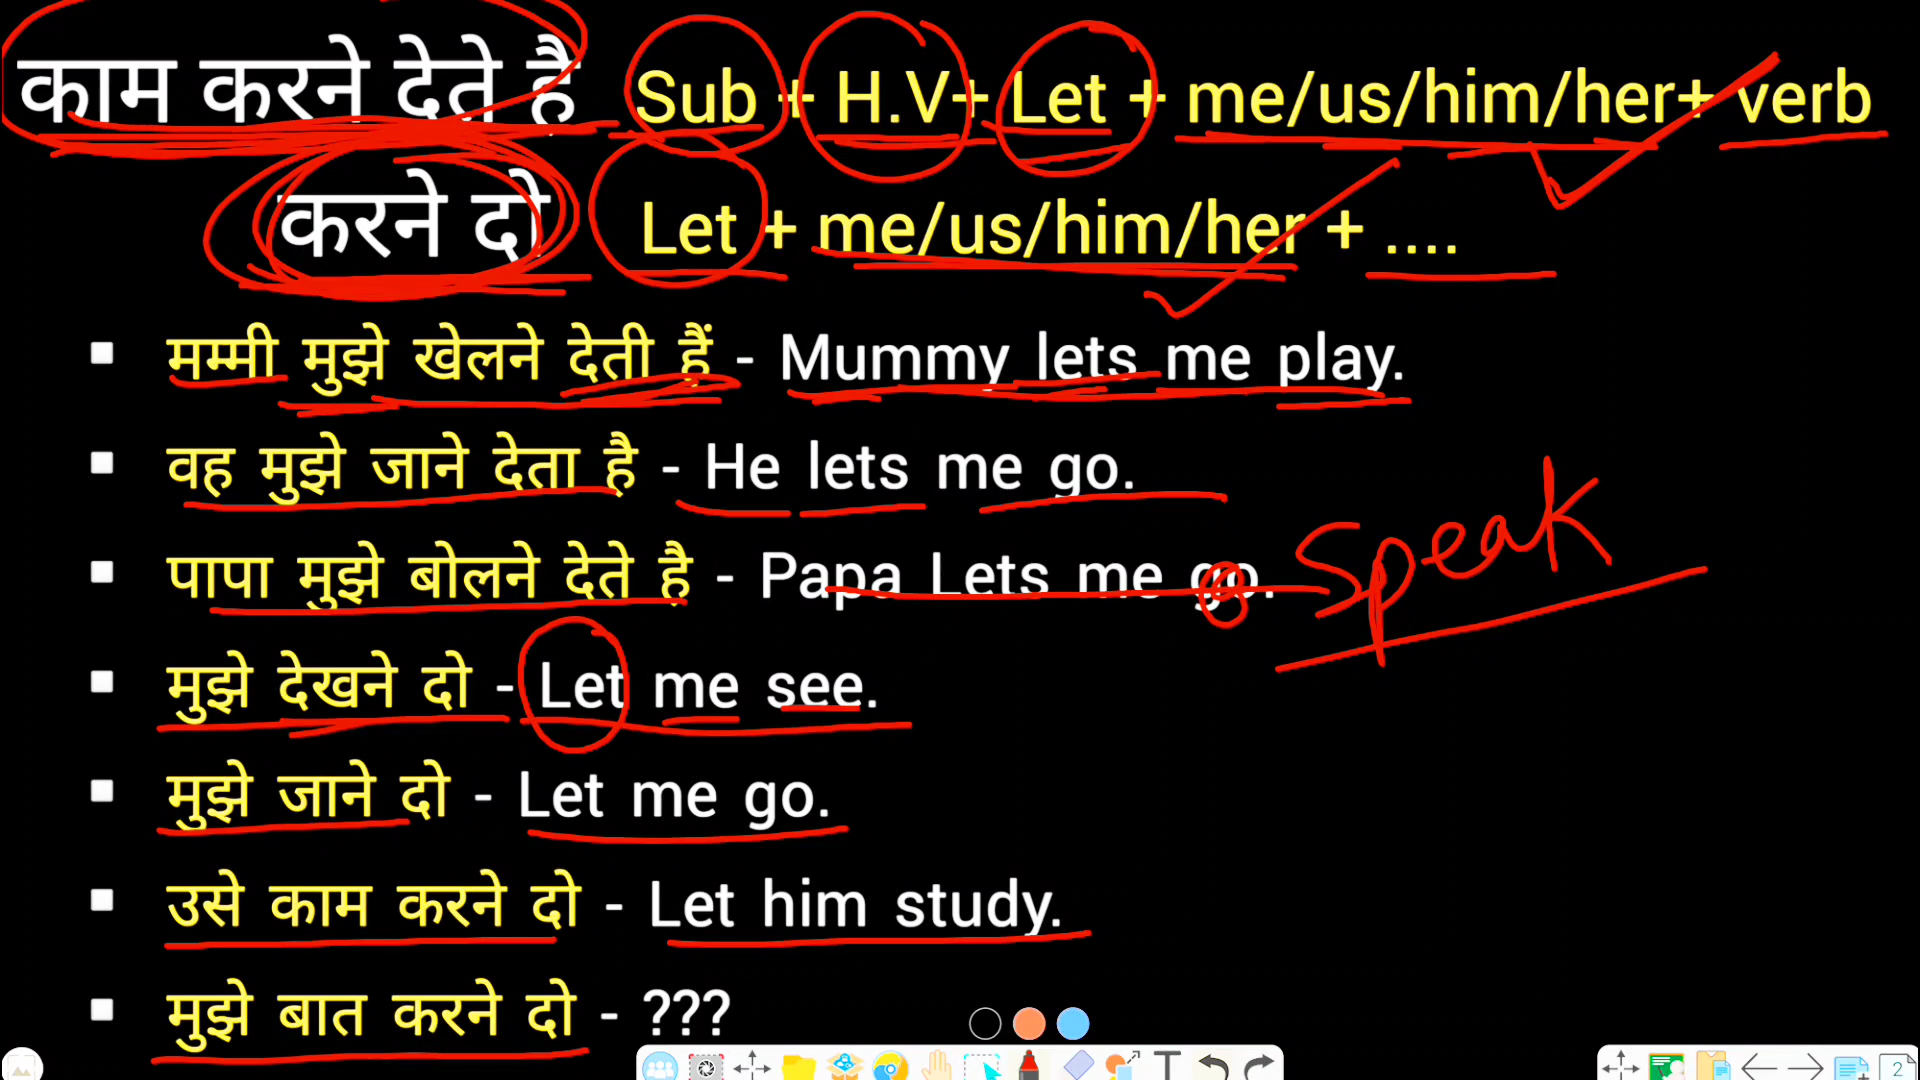 काम करने देते है Sub + H.V+ Let + me/us/him/her+ verb
करने दो Let + me/us/him/her + ....
मम्मी मुझे खेलने देती हैं - Mummy lets me play.
वह मुझे जाने देता है - He lets me go.
पापा मुझे बोलने देते है - Papa Lets me go. Speak
मुझे देखने दो - Let me see.
मुझे जाने दो - Let me go.
उसे काम करने दो - Let him study.
मुझे बात करने दो - ???
2